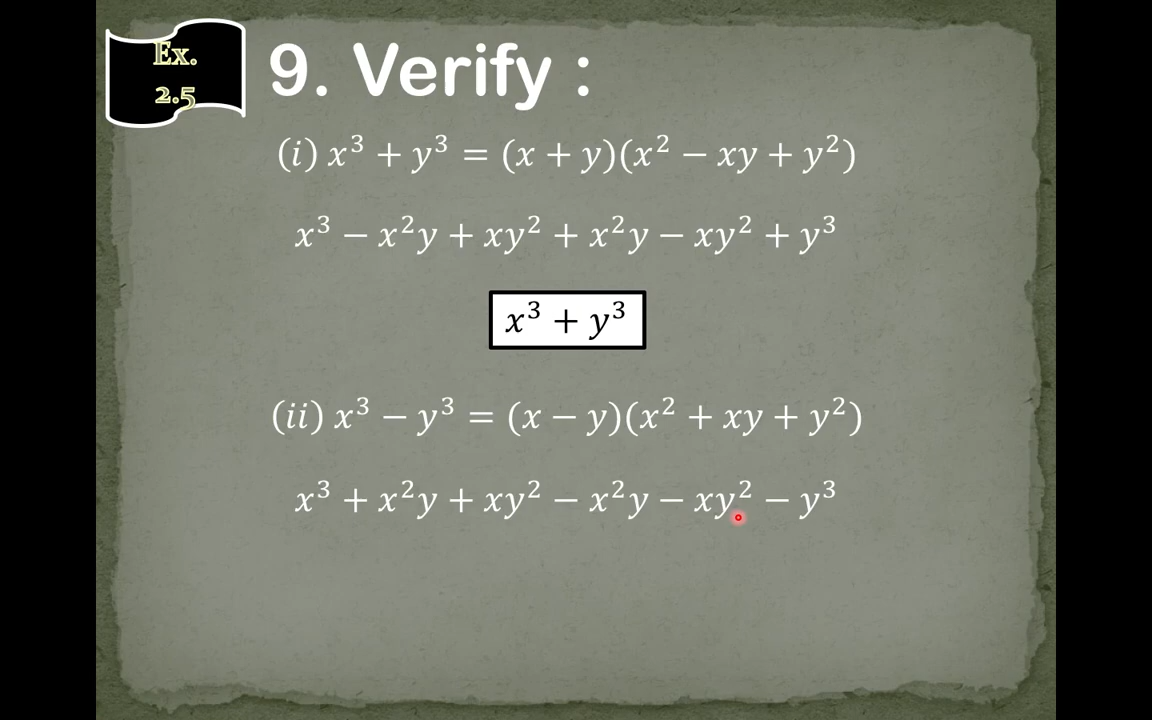 Ex.
2.5
9. Verify :
(i) x³ + y³ = (x + y)(x² − xy + y²)
x³ − x²y + xy² + x²y − xy² + y³
x³ + y³
(ii) x³ − y³ = (x − y)(x² + xy + y²)
x³ + x²y + xy² − x²y − xy² − y³